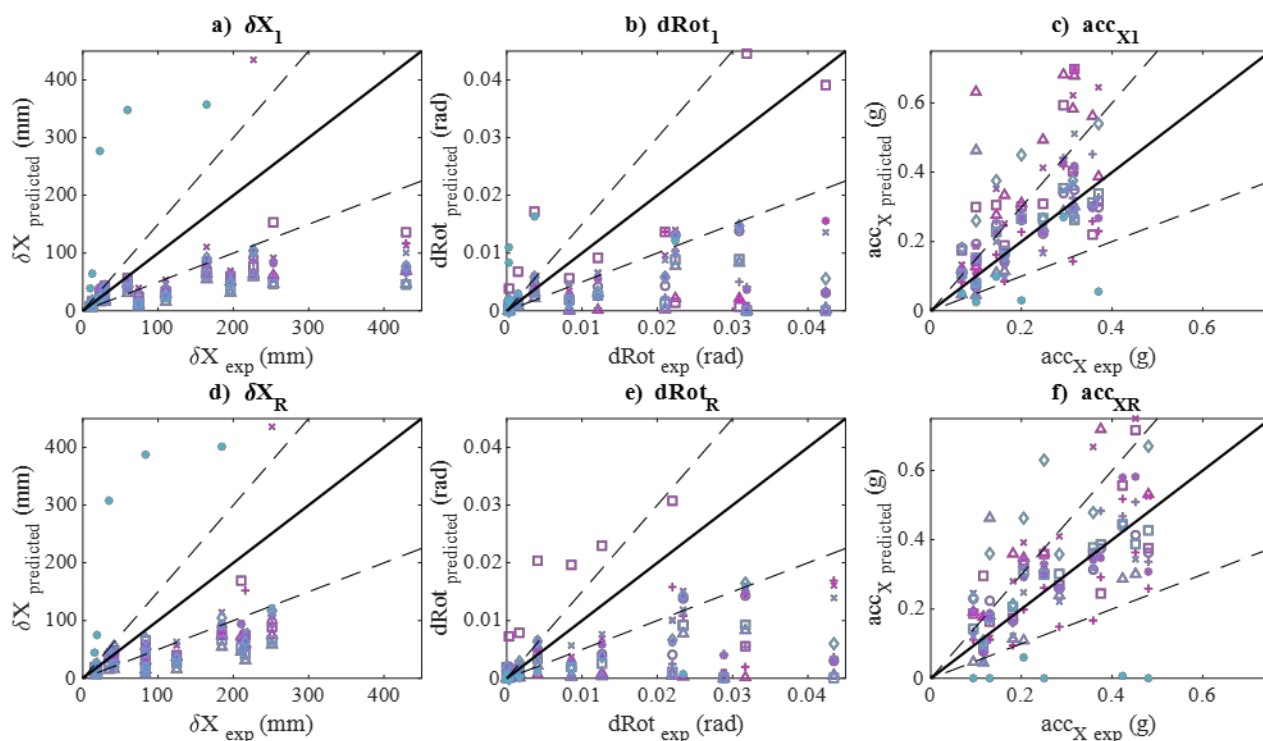 a) δX1
b) dRot1
c) accX1
δX predicted (mm)
400
300
200
100
0
0 100 200 300 400
δX exp (mm)
dRot predicted (rad)
0.04
0.03
0.02
0.01
0
0 0.01 0.02 0.03 0.04
dRot exp (rad)
accX predicted (g)
0.6
0.4
0.2
0
0 0.2 0.4 0.6
accX exp (g)
d) δXR
e) dRotR
f) accXR
δX predicted (mm)
400
300
200
100
0
0 100 200 300 400
δX exp (mm)
dRot predicted (rad)
0.04
0.03
0.02
0.01
0
0 0.01 0.02 0.03 0.04
dRot exp (rad)
accX predicted (g)
0.6
0.4
0.2
0
0 0.2 0.4 0.6
accX exp (g)